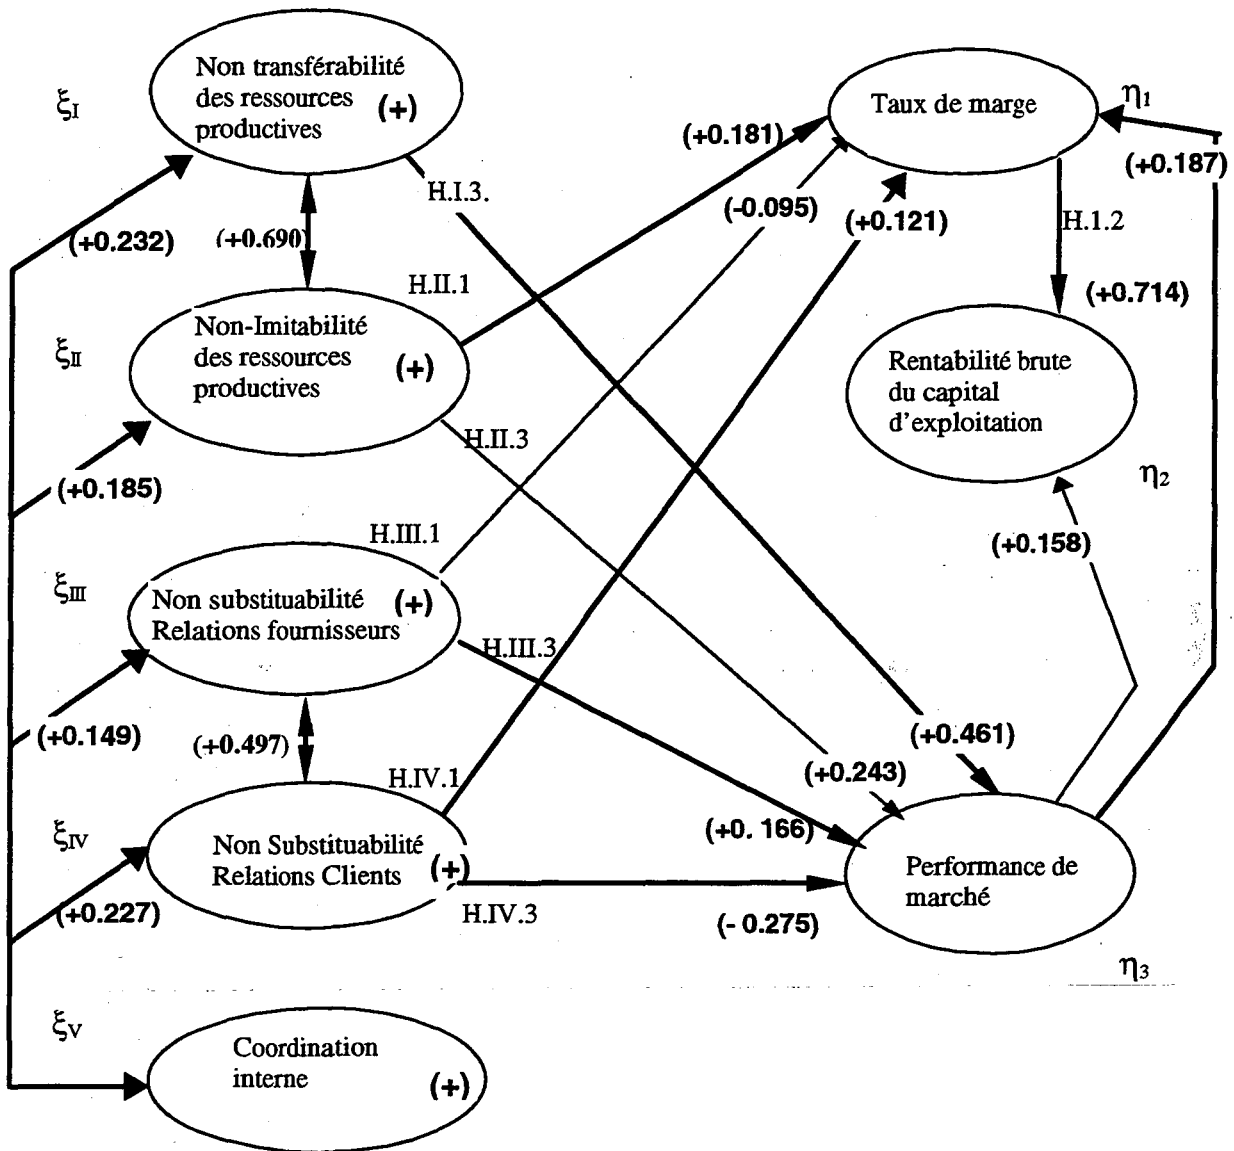 ξI
Non transférabilité
des ressources
productives
(+)
(+0.232)
(+0.690)
H.I.3.
H.II.1
ξII
Non-Imitabilité
des ressources
productives
(+)
(+0.185)
H.II.3
H.III.1
ξIII
Non substituabilité
Relations fournisseurs
(+)
(+0.149)
(+0.497)
H.III.3
H.IV.1
ξIV
Non Substituabilité
Relations Clients
(+)
(+0.227)
H.IV.3
ξV
Coordination
interne
(+)
Taux de marge
η1
(+0.181)
(-0.095)
(+0.121)
(+0.187)
H.1.2
(+0.714)
Rentabilité brute
du capital
d'exploitation
η2
(+0.158)
(+0.461)
(+0.243)
(+0. 166)
(- 0.275)
Performance de
marché
η3